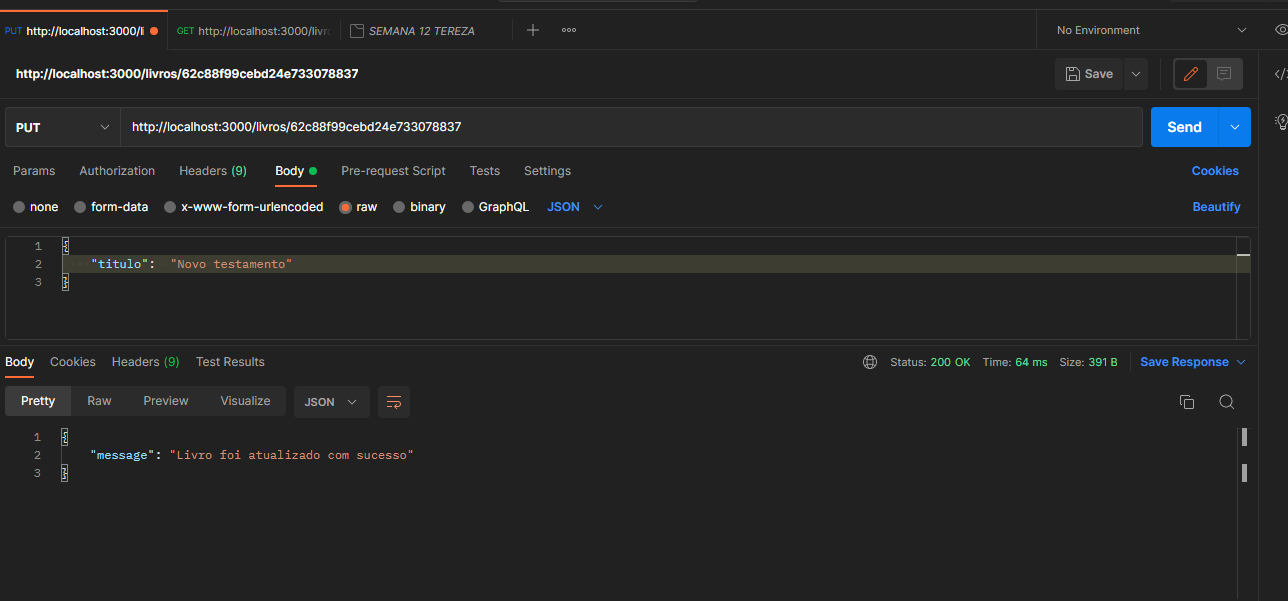 PUT http://localhost:3000/li GET http://localhost:3000/livr SEMANA 12 TEREZA No Environment
http://localhost:3000/livros/62c88f99cebd24e733078837 Save
PUT http://localhost:3000/livros/62c88f99cebd24e733078837 Send
Params Authorization Headers (9) Body Pre-request Script Tests Settings Cookies
none form-data x-www-form-urlencoded raw binary GraphQL JSON Beautify
1 {
2 "titulo": "Novo testamento"
3 }
Body Cookies Headers (9) Test Results Status: 200 OK Time: 64 ms Size: 391 B Save Response
Pretty Raw Preview Visualize JSON
1 {
2 "message": "Livro foi atualizado com sucesso"
3 }